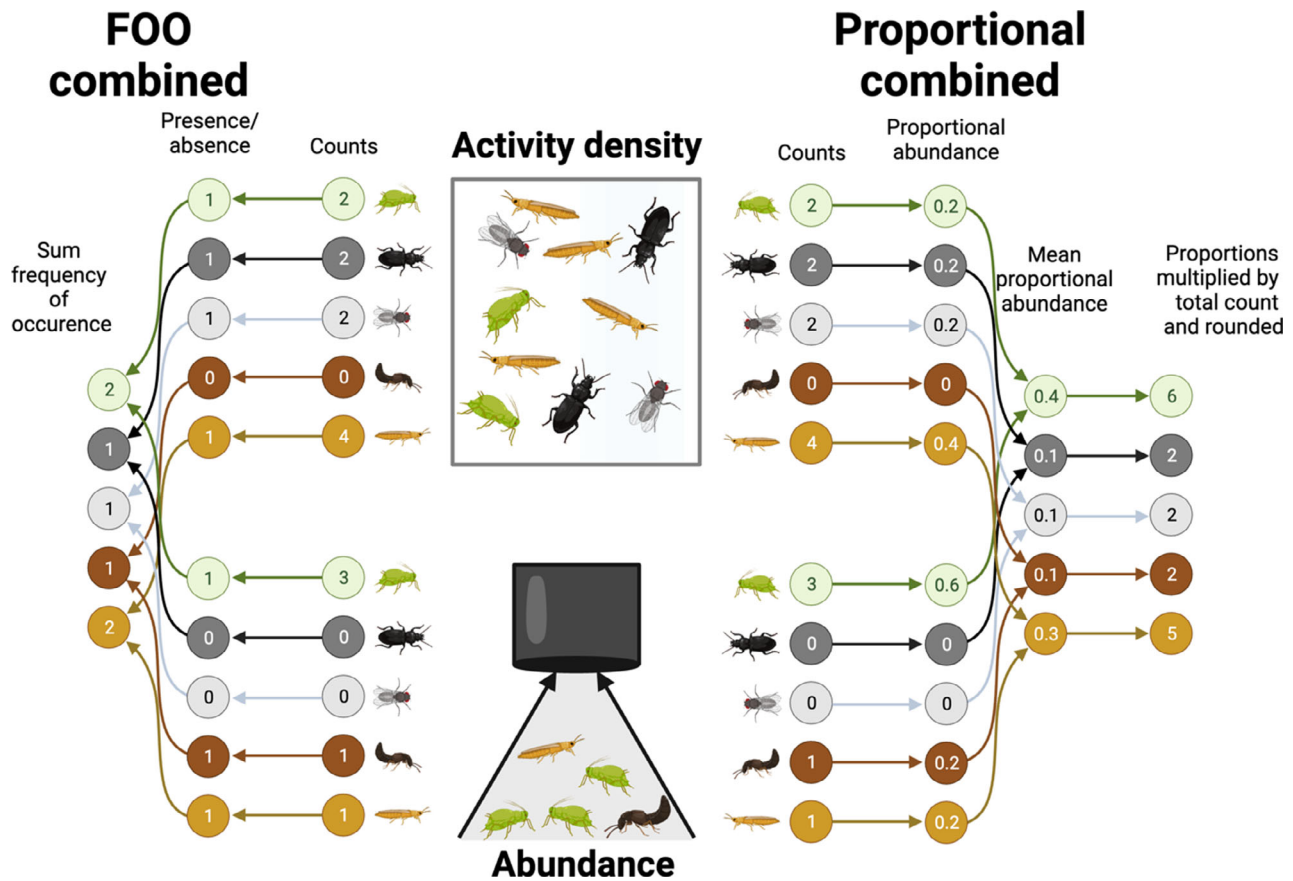 FOO
combined
Proportional
combined
Presence/
absence
Counts
Activity density
Counts
Proportional
abundance
Sum
frequency
of
occurence
Mean
proportional
abundance
Proportions
multiplied by
total count
and rounded
1
2
1
2
1
2
0
0
1
4
2
1
1
1
2
1
3
0
0
0
0
1
1
1
1
2
0.2
2
0.2
2
0.2
0
0
4
0.4
0.4
6
0.1
2
0.1
2
0.1
2
0.3
5
3
0.6
0
0
0
0
1
0.2
1
0.2
Abundance